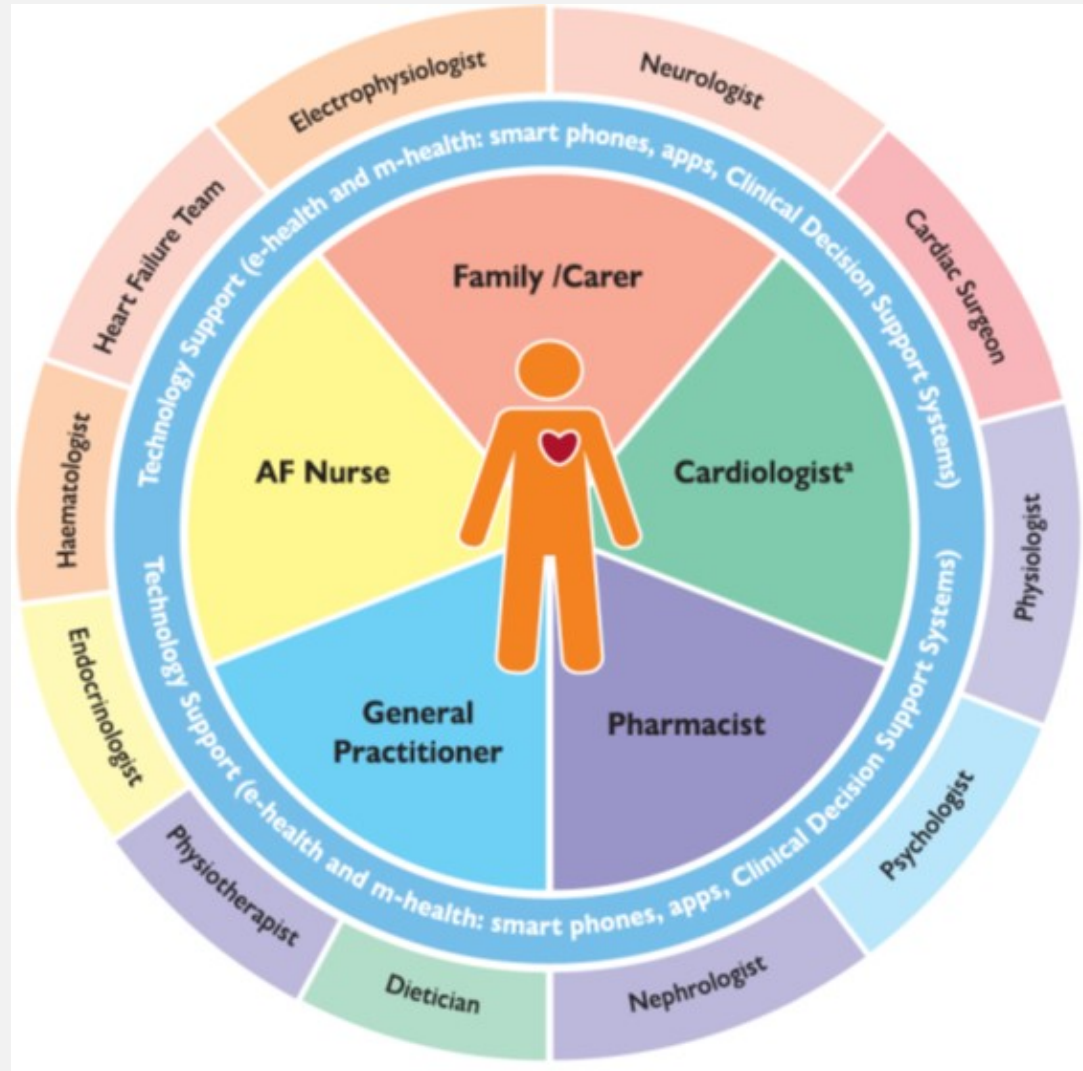 Electrophysiologist
Neurologist
Cardiac Surgeon
Physiologist
Psychologist
Nephrologist
Dietician
Physiotherapist
Endocrinologist
Haematologist
Heart Failure Team
Technology Support (e-health and m-health: smart phones, apps, Clinical Decision Support Systems)
Technology Support (e-health and m-health: smart phones, apps, Clinical Decision Support Systems)
Family /Carer
Cardiologistª
Pharmacist
General
Practitioner
AF Nurse